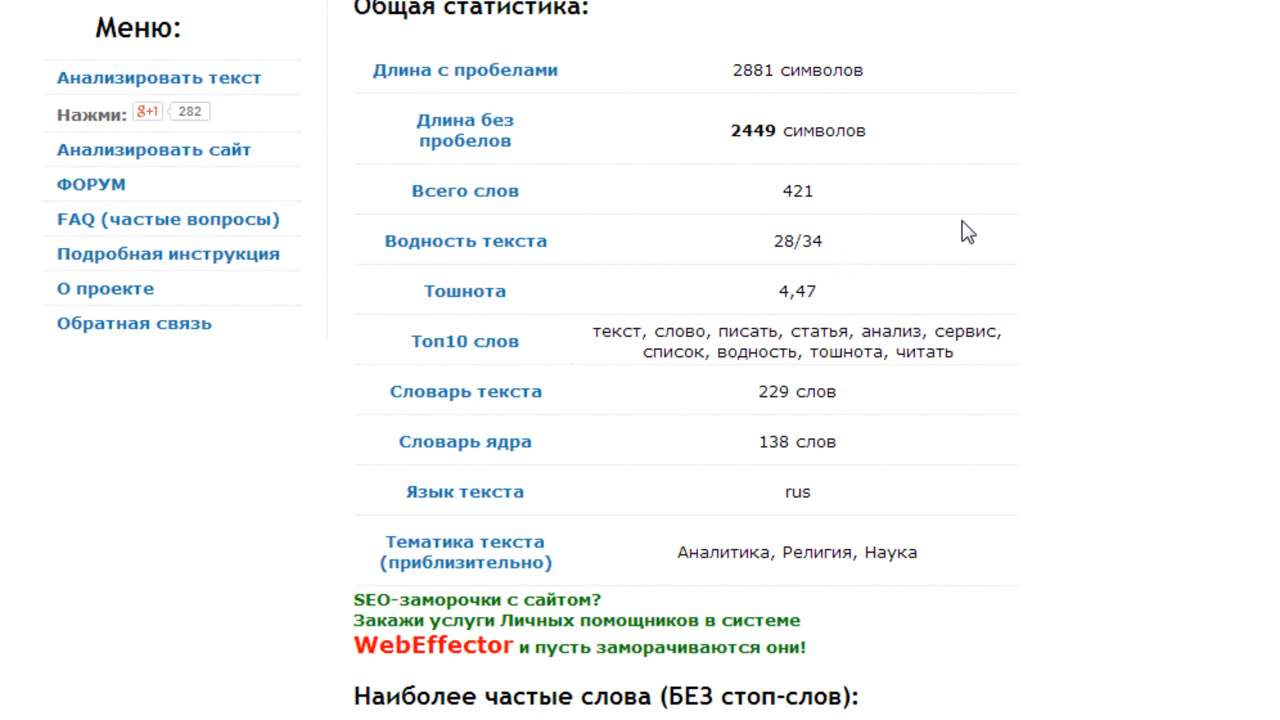 Меню:
Анализировать текст
Нажми: g+1 282
Анализировать сайт
ФОРУМ
FAQ (частые вопросы)
Подробная инструкция
О проекте
Обратная связь
Общая статистика:
Длина с пробелами 2881 символов
Длина без
пробелов 2449 символов
Всего слов 421
Водность текста 28/34
Тошнота 4,47
Топ10 слов текст, слово, писать, статья, анализ, сервис,
список, водность, тошнота, читать
Словарь текста 229 слов
Словарь ядра 138 слов
Язык текста rus
Тематика текста
(приблизительно) Аналитика, Религия, Наука
SEO-заморочки с сайтом?
Закажи услуги Личных помощников в системе
WebEffector и пусть заморачиваются они!
Наиболее частые слова (БЕЗ стоп-слов):